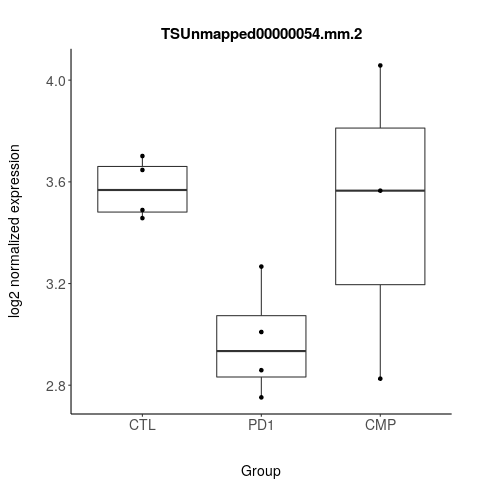 TSUnmapped00000054.mm.2
log2 normalized expression
4.0
3.6
3.2
2.8
CTL
PD1
CMP
Group